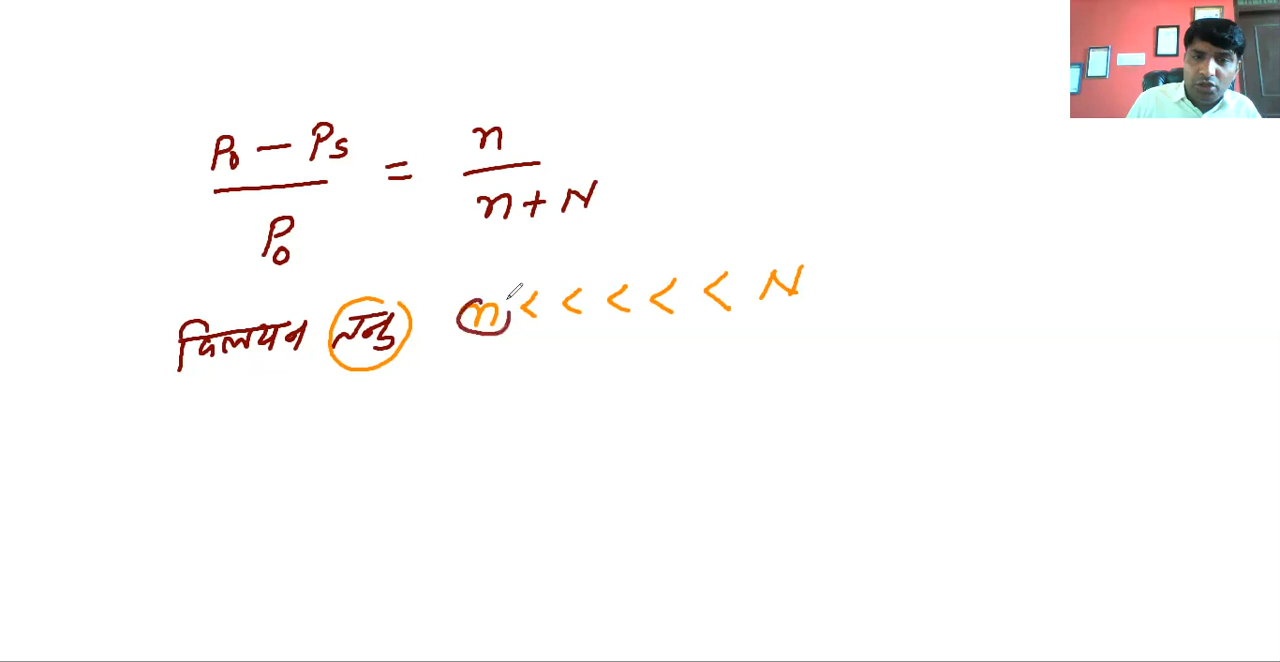 P₀ - Ps / P₀ = n / n + N
विलयन तनु n < < < < < N